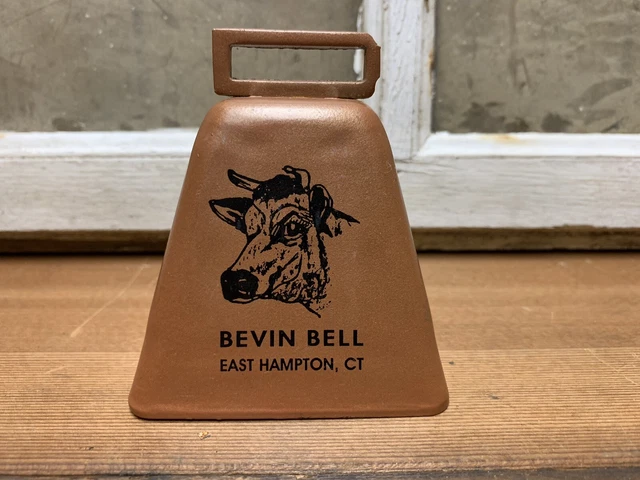 BEVIN BELL
EAST HAMPTON, CT